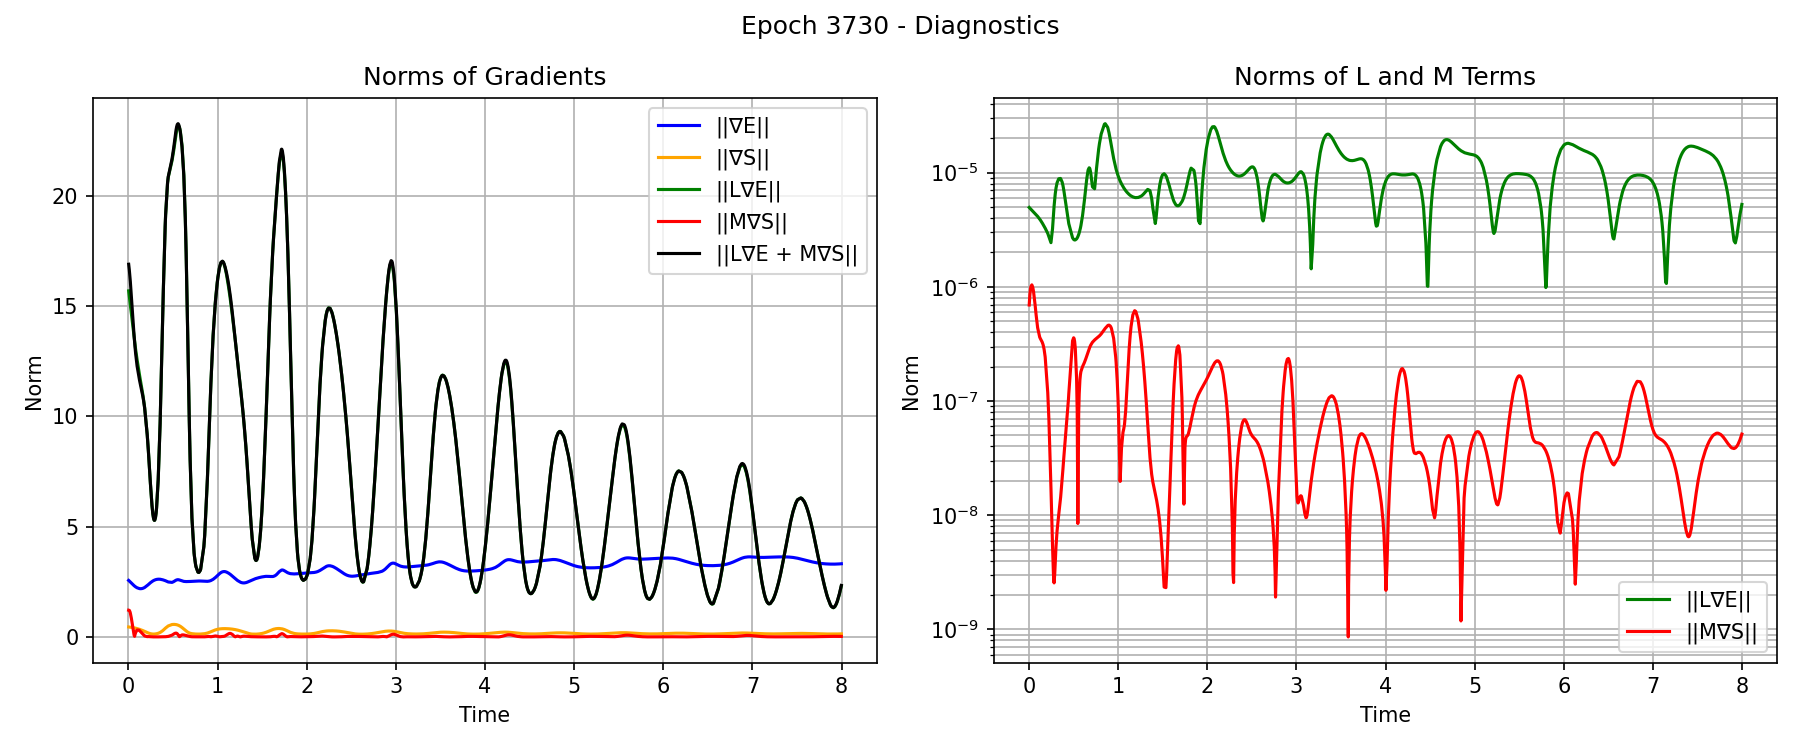 Epoch 3730 - Diagnostics
Norms of Gradients
Norm
20
15
10
5
0
||∇E||
||∇S||
||L∇E||
||M∇S||
||L∇E + M∇S||
0 1 2 3 4 5 6 7 8
Time
Norms of L and M Terms
Norm
10⁻⁵
10⁻⁶
10⁻⁷
10⁻⁸
10⁻⁹
||L∇E||
||M∇S||
0 1 2 3 4 5 6 7 8
Time